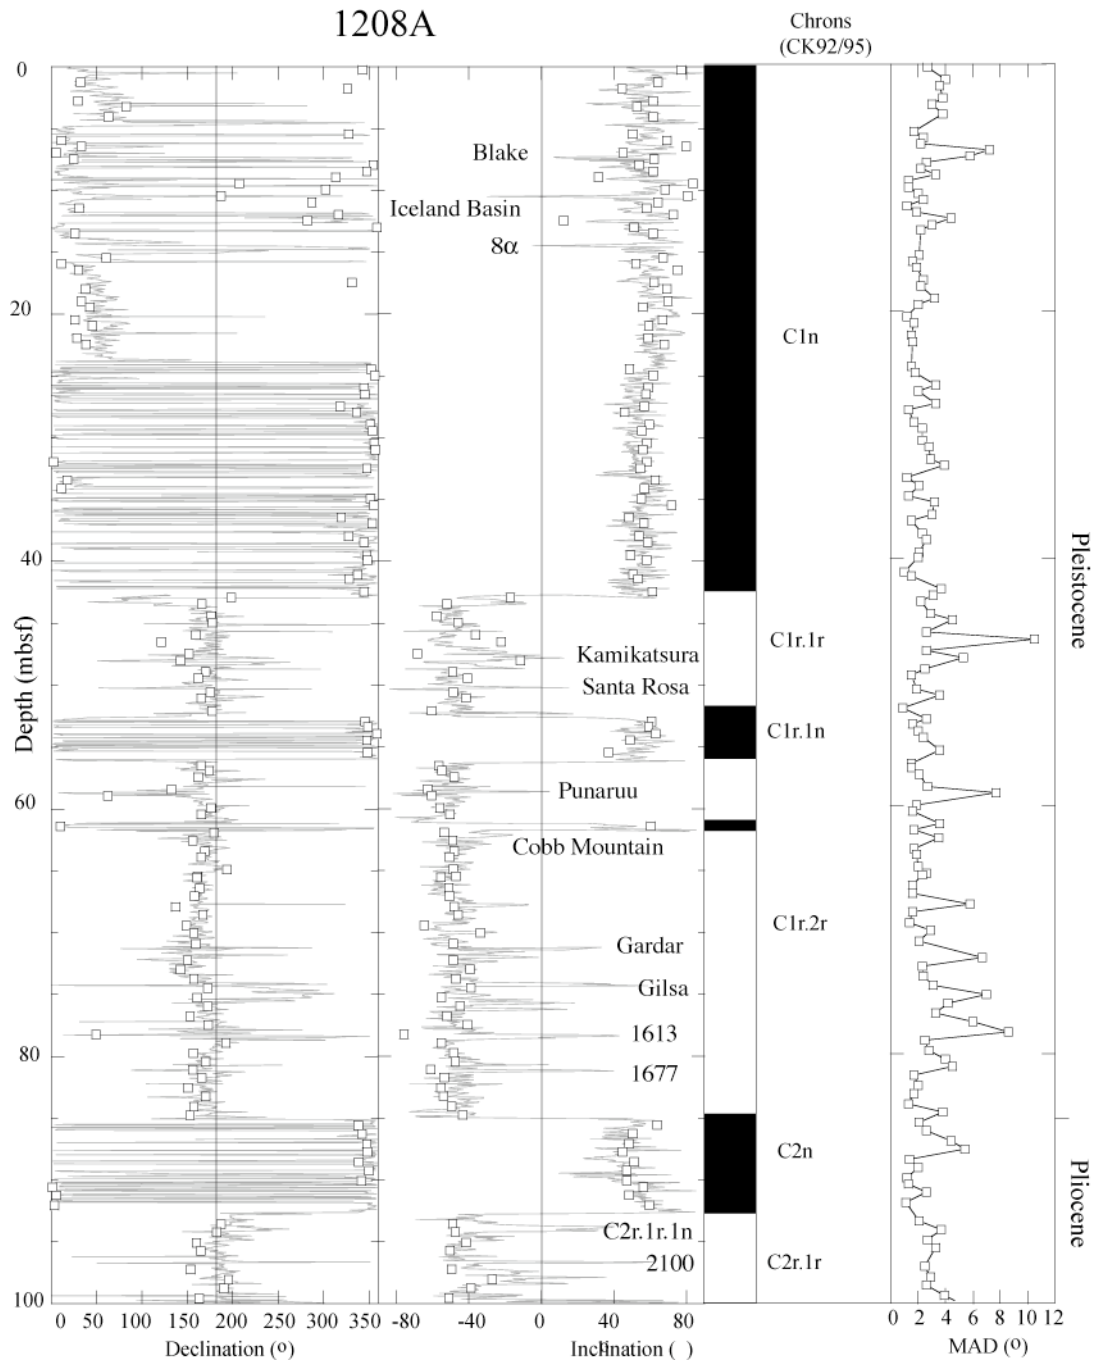 1208A
Chrons
(CK92/95)
0
20
40
60
80
100
Depth (mbsf)
Blake
Iceland Basin
8α
Kamikatsura
Santa Rosa
Punaruu
Cobb Mountain
Gardar
Gilsa
1613
1677
C2r.1r.1n
2100
C1n
C1r.1r
C1r.1n
C1r.2r
C2n
C2r.1r
Pleistocene
Pliocene
0 50 100 150 200 250 300 350
Declination (o)
-80 -40 0 40 80
Inclination ( )
0 2 4 6 8 10 12
MAD (o)